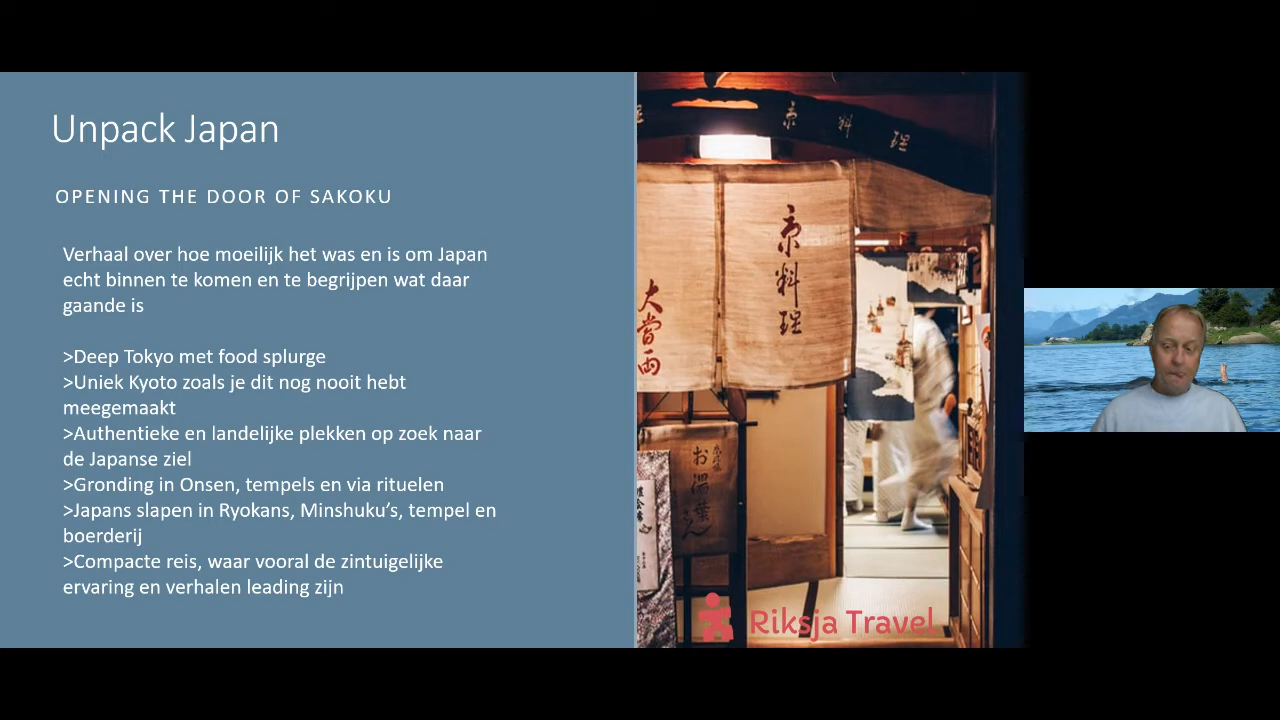 Unpack Japan
OPENING THE DOOR OF SAKOKU
Verhaal over hoe moeilijk het was en is om Japan
echt binnen te komen en te begrijpen wat daar
gaande is
>Deep Tokyo met food splurge
>Uniek Kyoto zoals je dit nog nooit hebt
meegemaakt
>Authentieke en landelijke plekken op zoek naar
de Japanse ziel
>Gronding in Onsen, tempels en via rituelen
>Japans slapen in Ryokans, Minshuku’s, tempel en
boerderij
>Compacte reis, waar vooral de zintuigelijke
ervaring en verhalen leading zijn
京料理
京料理
大當両
Riksja Travel